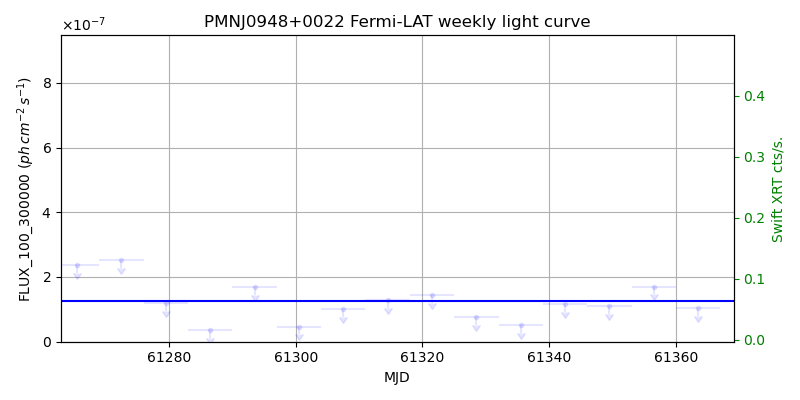 PMNJ0948+0022 Fermi-LAT weekly light curve
×10⁻⁷
FLUX_100_300000 (ph cm⁻² s⁻¹)
8
6
4
2
0
0.4
0.3
0.2
0.1
0.0
Swift XRT cts/s.
61280 61300 61320 61340 61360
MJD